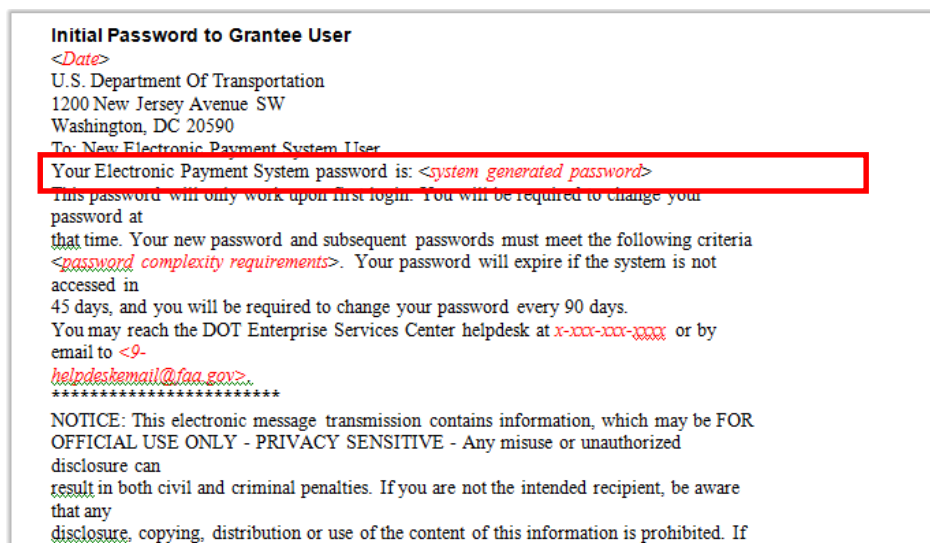 Initial Password to Grantee User
<Date>
U.S. Department Of Transportation
1200 New Jersey Avenue SW
Washington, DC 20590
To: New Electronic Payment System User
Your Electronic Payment System password is: <system generated password>
This password will only work upon first login. You will be required to change your
password at
that time. Your new password and subsequent passwords must meet the following criteria
<password complexity requirements>. Your password will expire if the system is not
accessed in
45 days, and you will be required to change your password every 90 days.
You may reach the DOT Enterprise Services Center helpdesk at x-xxx-xxx-xxxx or by
email to <9-
helpdeskemail@faa.gov>.
************************
NOTICE: This electronic message transmission contains information, which may be FOR
OFFICIAL USE ONLY - PRIVACY SENSITIVE - Any misuse or unauthorized
disclosure can
result in both civil and criminal penalties. If you are not the intended recipient, be aware
that any
disclosure, copying, distribution or use of the content of this information is prohibited. If